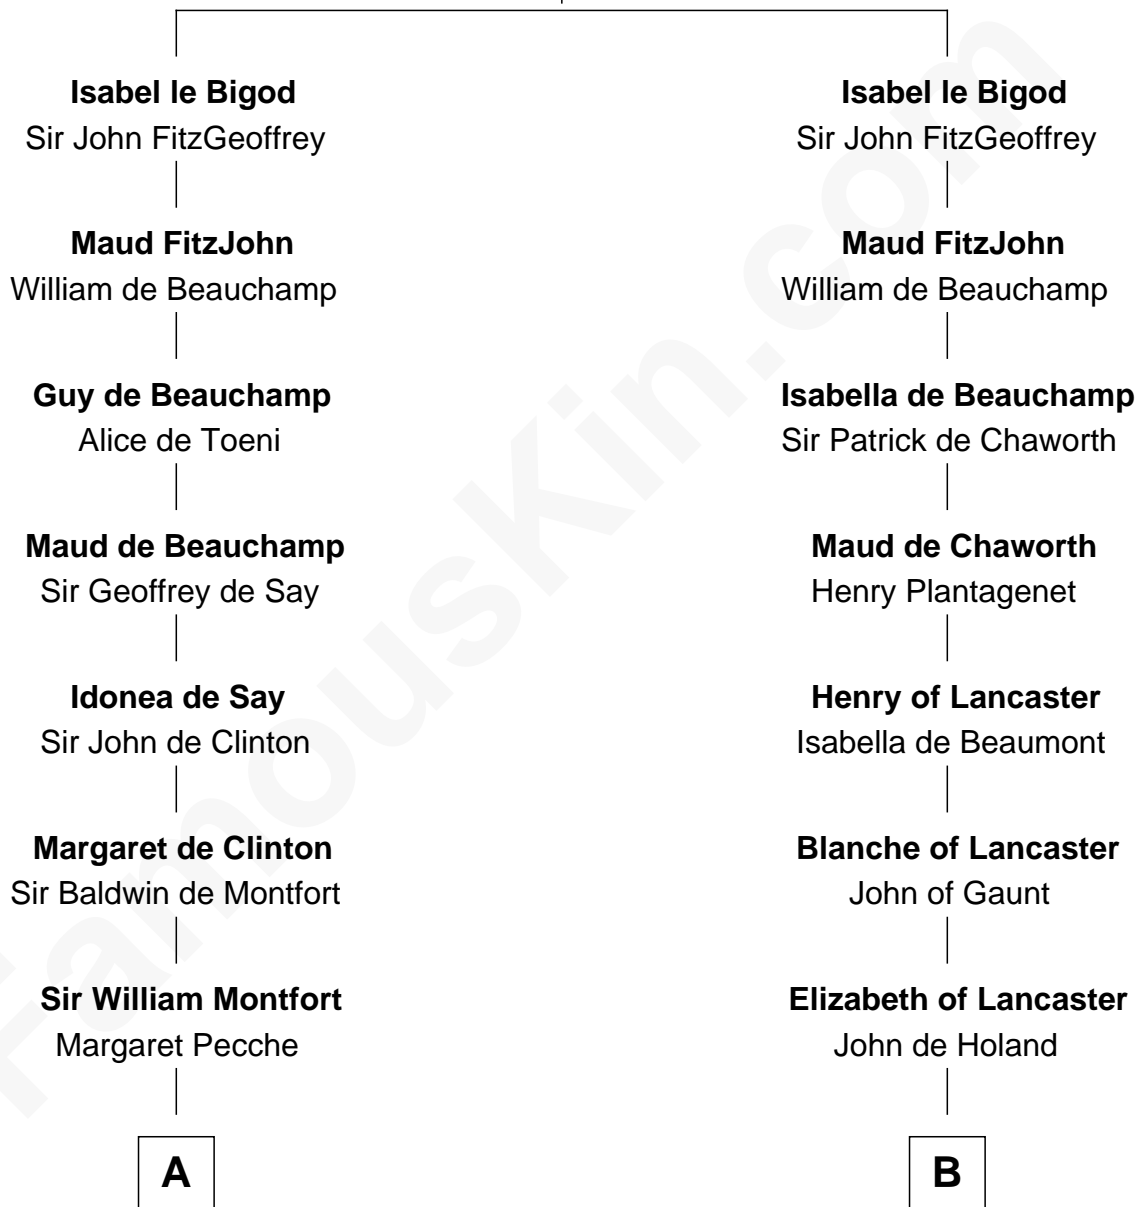 Isabel le Bigod
Sir John FitzGeoffrey
Maud FitzJohn
William de Beauchamp
Guy de Beauchamp
Alice de Toeni
Maud de Beauchamp
Sir Geoffrey de Say
Idonea de Say
Sir John de Clinton
Margaret de Clinton
Sir Baldwin de Montfort
Sir William Montfort
Margaret Pecche
A
Isabel le Bigod
Sir John FitzGeoffrey
Maud FitzJohn
William de Beauchamp
Isabella de Beauchamp
Sir Patrick de Chaworth
Maud de Chaworth
Henry Plantagenet
Henry of Lancaster
Isabella de Beaumont
Blanche of Lancaster
John of Gaunt
Elizabeth of Lancaster
John de Holand
B
FamousKin.com